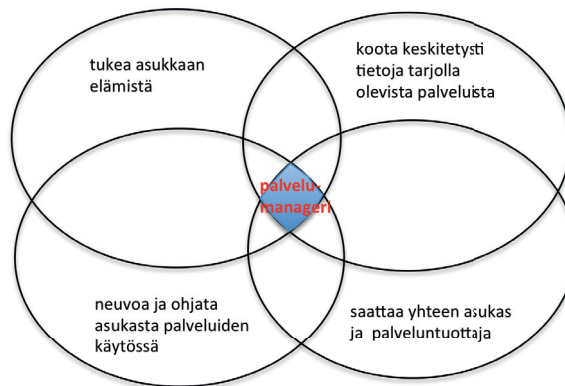 tukea asukkaan
elämistä
koota keskitetysti
tietoja tarjolla
olevista palveluista
palvelu-
manageri
neuvoa ja ohjata
asukasta palveluiden
käytössä
saattaa yhteen asukas
ja palveluntuottaja